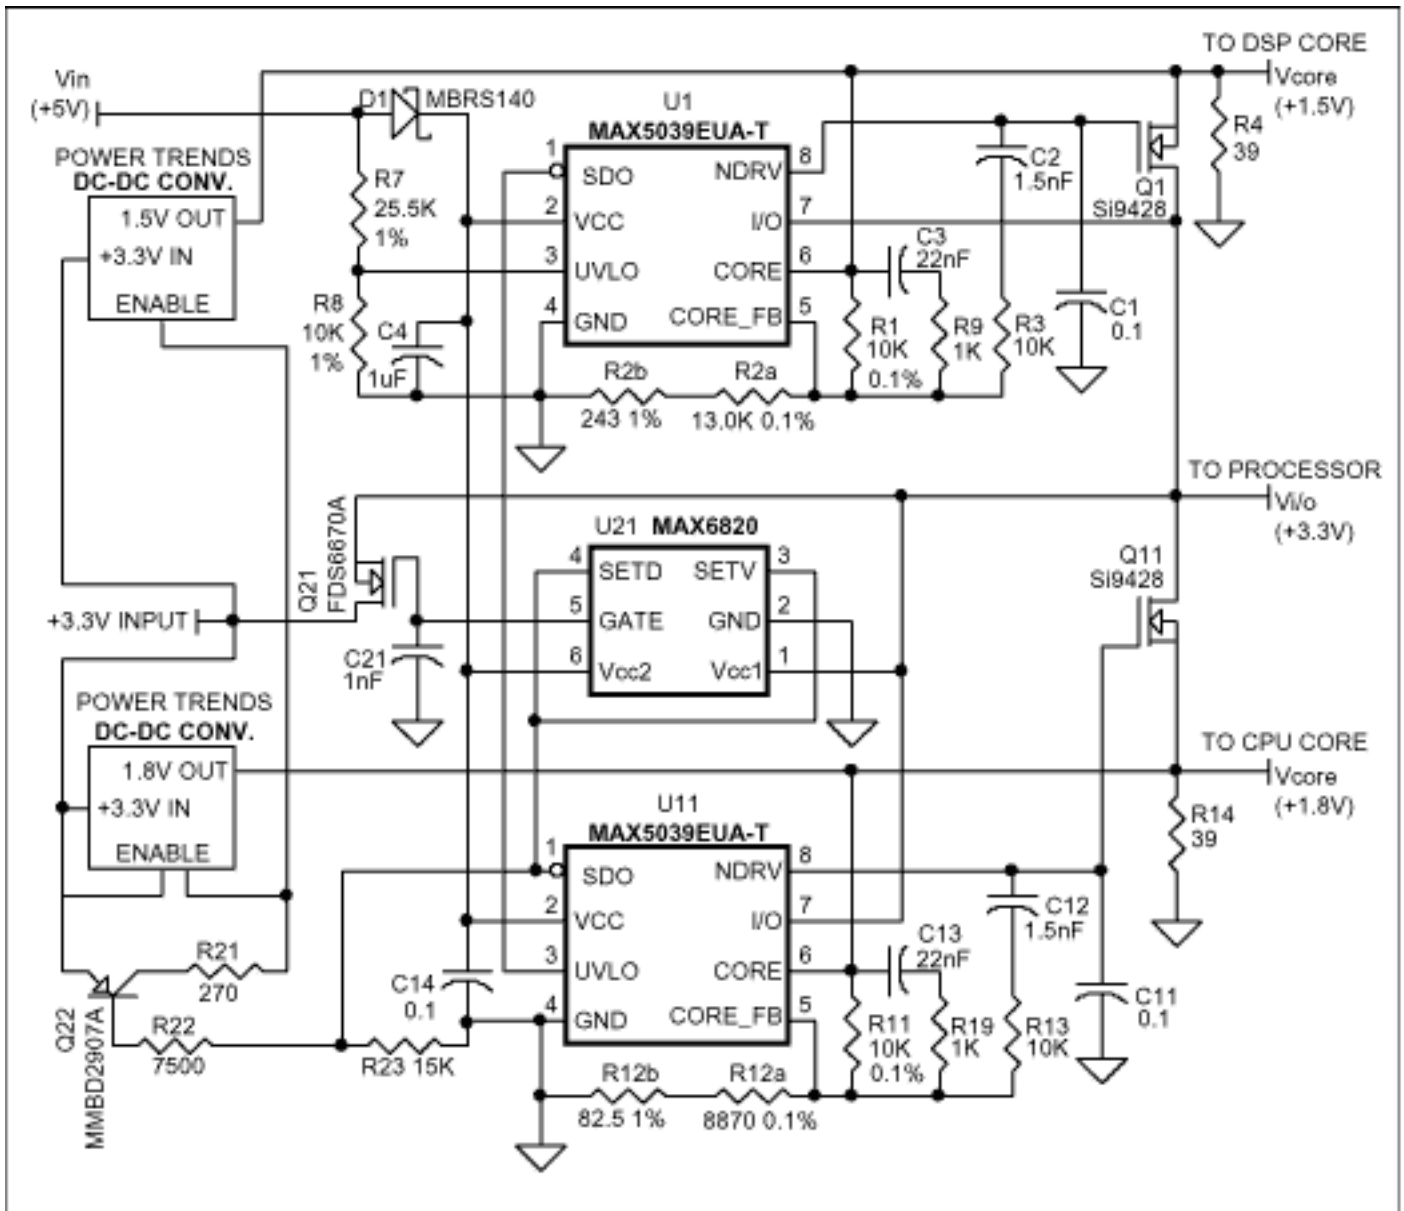 TO DSP CORE
Vin
(+5V)
D1
MBRS140
U1
MAX5039EUA-T
Vcore
(+1.5V)
R4
39
POWER TRENDS
DC-DC CONV.
1.5V OUT
+3.3V IN
ENABLE
R7
25.5K
1%
1
SDO
2
VCC
3
UVLO
4
GND
NDRV
8
I/O
7
CORE
6
CORE_FB
5
C2
1.5nF
Q1
Si9428
C3
22nF
R8
10K
1%
C4
1uF
R1
10K
0.1%
R9
1K
R3
10K
C1
0.1
R2b
243 1%
R2a
13.0K 0.1%
TO PROCESSOR
Vi/o
(+3.3V)
Q21
FDS6670A
U21 MAX6820
4
SETD
5
GATE
6
Vcc2
SETV
3
GND
2
Vcc1
1
Q11
Si9428
+3.3V INPUT
C21
1nF
POWER TRENDS
DC-DC CONV.
1.8V OUT
+3.3V IN
ENABLE
TO CPU CORE
Vcore
(+1.8V)
R14
39
U11
MAX5039EUA-T
1
SDO
2
VCC
3
UVLO
4
GND
NDRV
8
I/O
7
CORE
6
CORE_FB
5
C12
1.5nF
C13
22nF
R21
270
C14
0.1
R11
10K
0.1%
R19
1K
R13
10K
C11
0.1
Q22
MMBD2907A
R22
7500
R23 15K
R12b
82.5 1%
R12a
8870 0.1%